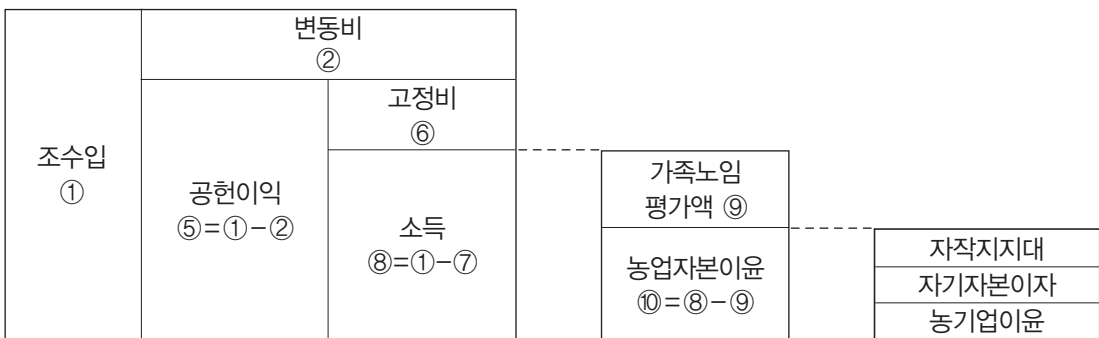 변동비
②
고정비
⑥
조수입
①
공헌이익
⑤=①-②
소득
⑧=①-⑦
가족노임
평가액 ⑨
농업자본이윤
⑩=⑧-⑨
자작지지대
자기자본이자
농기업이윤